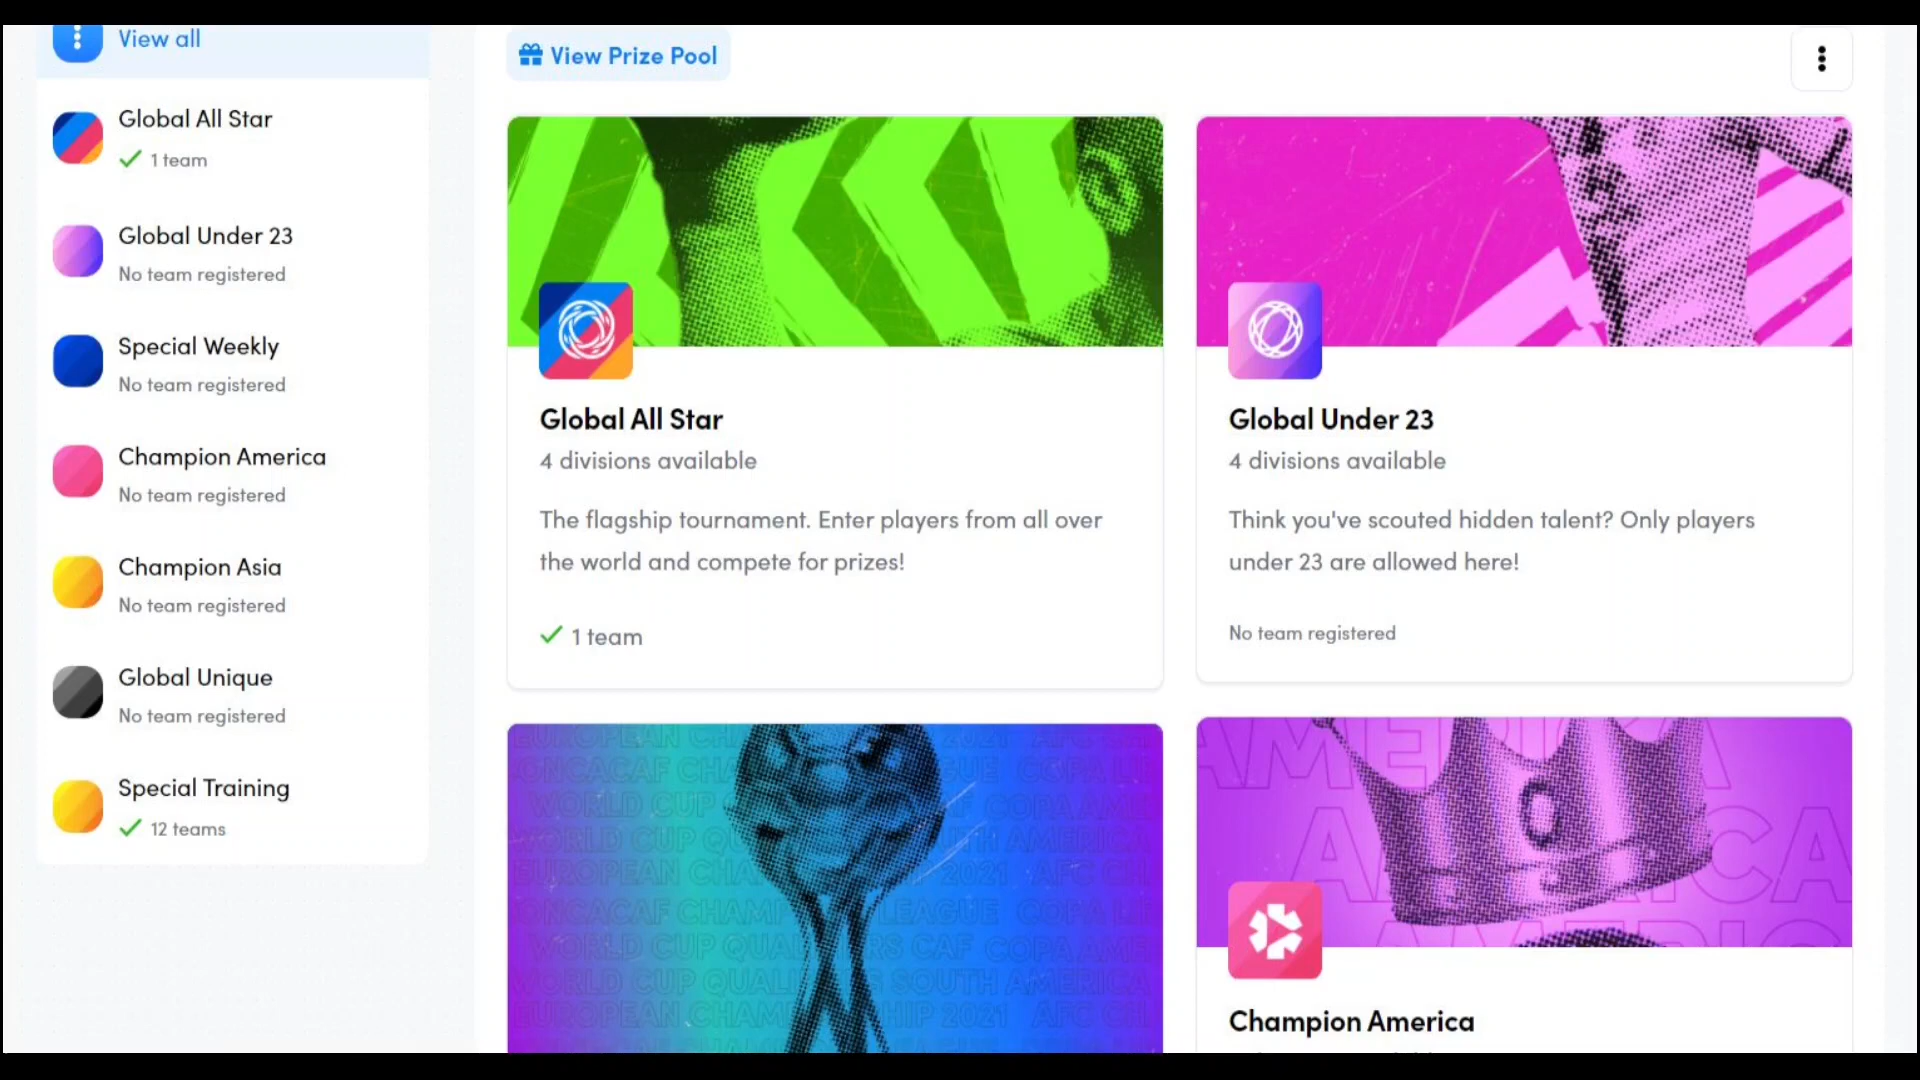 View all
Global All Star
1 team
Global Under 23
No team registered
Special Weekly
No team registered
Champion America
No team registered
Champion Asia
No team registered
Global Unique
No team registered
Special Training
12 teams
View Prize Pool
Global All Star
4 divisions available
The flagship tournament. Enter players from all over
the world and compete for prizes!
1 team
Global Under 23
4 divisions available
Think you've scouted hidden talent? Only players
under 23 are allowed here!
No team registered
AMERICA
Champion America